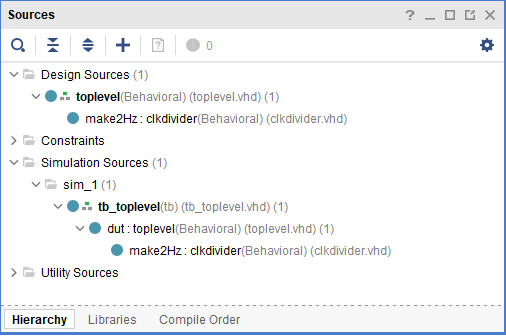 Sources
? _
0
Design Sources (1)
toplevel(Behavioral) (toplevel.vhd) (1)
make2Hz : clkdivider(Behavioral) (clkdivider.vhd)
Constraints
Simulation Sources (1)
sim_1 (1)
tb_toplevel(tb) (tb_toplevel.vhd) (1)
dut : toplevel(Behavioral) (toplevel.vhd) (1)
make2Hz : clkdivider(Behavioral) (clkdivider.vhd)
Utility Sources
Hierarchy Libraries Compile Order